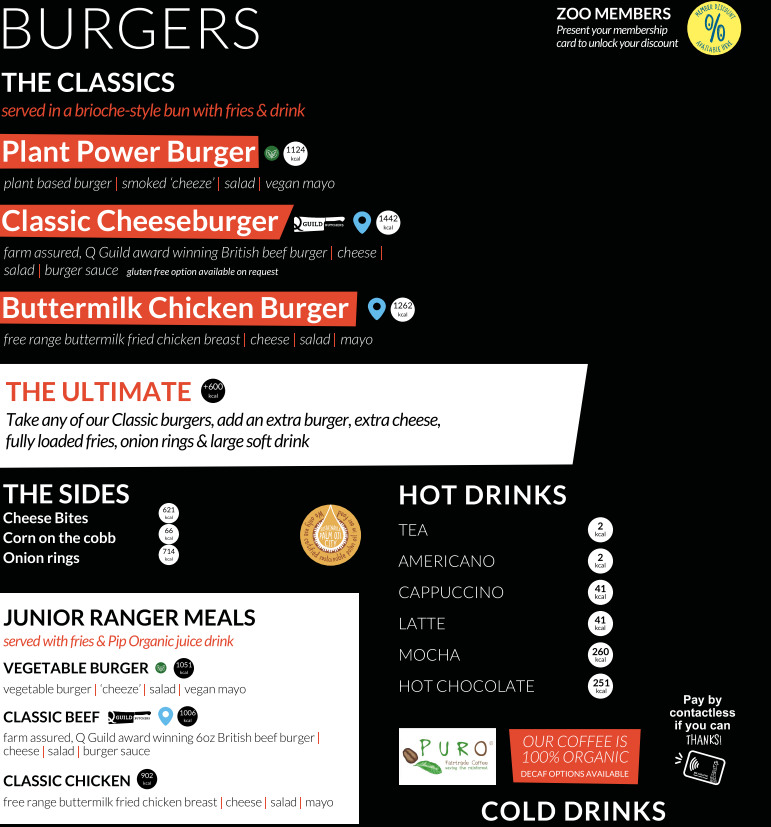 BURGERS
ZOO MEMBERS
Present your membership
card to unlock your discount
MEMBER DISCOUNT
%
AVAILABLE HERE
THE CLASSICS
served in a brioche-style bun with fries & drink
Plant Power Burger 1124 kcal
plant based burger | smoked ‘cheeze’ | salad | vegan mayo
Classic Cheeseburger Q GUILD BUTCHERS 1442 kcal
farm assured, Q Guild award winning British beef burger | cheese |
salad | burger sauce gluten free option available on request
Buttermilk Chicken Burger 1262 kcal
free range buttermilk fried chicken breast | cheese | salad | mayo
THE ULTIMATE +600 kcal
Take any of our Classic burgers, add an extra burger, extra cheese,
fully loaded fries, onion rings & large soft drink
THE SIDES
Cheese Bites 621 kcal
Corn on the cobb 66 kcal
Onion rings 714 kcal
PALM OIL
CITY
JUNIOR RANGER MEALS
served with fries & Pip Organic juice drink
VEGETABLE BURGER 1051 kcal
vegetable burger | ‘cheeze’ | salad | vegan mayo
CLASSIC BEEF Q GUILD BUTCHERS 1006 kcal
farm assured, Q Guild award winning 6oz British beef burger |
cheese | salad | burger sauce
CLASSIC CHICKEN 902 kcal
free range buttermilk fried chicken breast | cheese | salad | mayo
HOT DRINKS
TEA 2 kcal
AMERICANO 2 kcal
CAPPUCCINO 41 kcal
LATTE 41 kcal
MOCHA 260 kcal
HOT CHOCOLATE 251 kcal
PURO®
Fairtrade Coffee
saving the rainforest
OUR COFFEE IS
100% ORGANIC
DECAF OPTIONS AVAILABLE
Pay by
contactless
if you can
THANKS!
COLD DRINKS